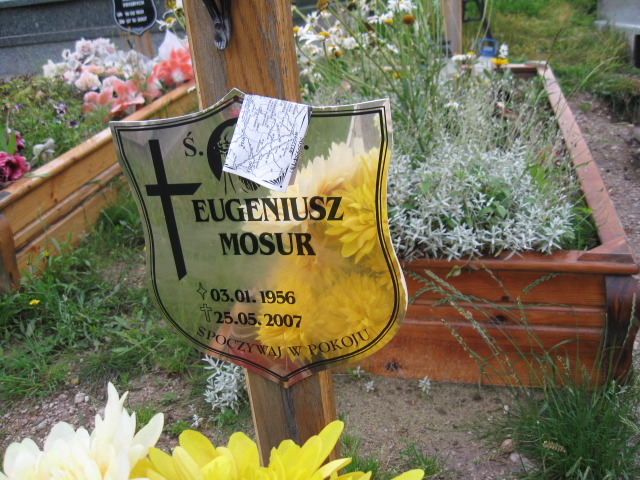 Ś.
EUGENIUSZ
MOSUR
03.01. 1956
25.05. 2007
SPOCZYWAJ W POKOJU